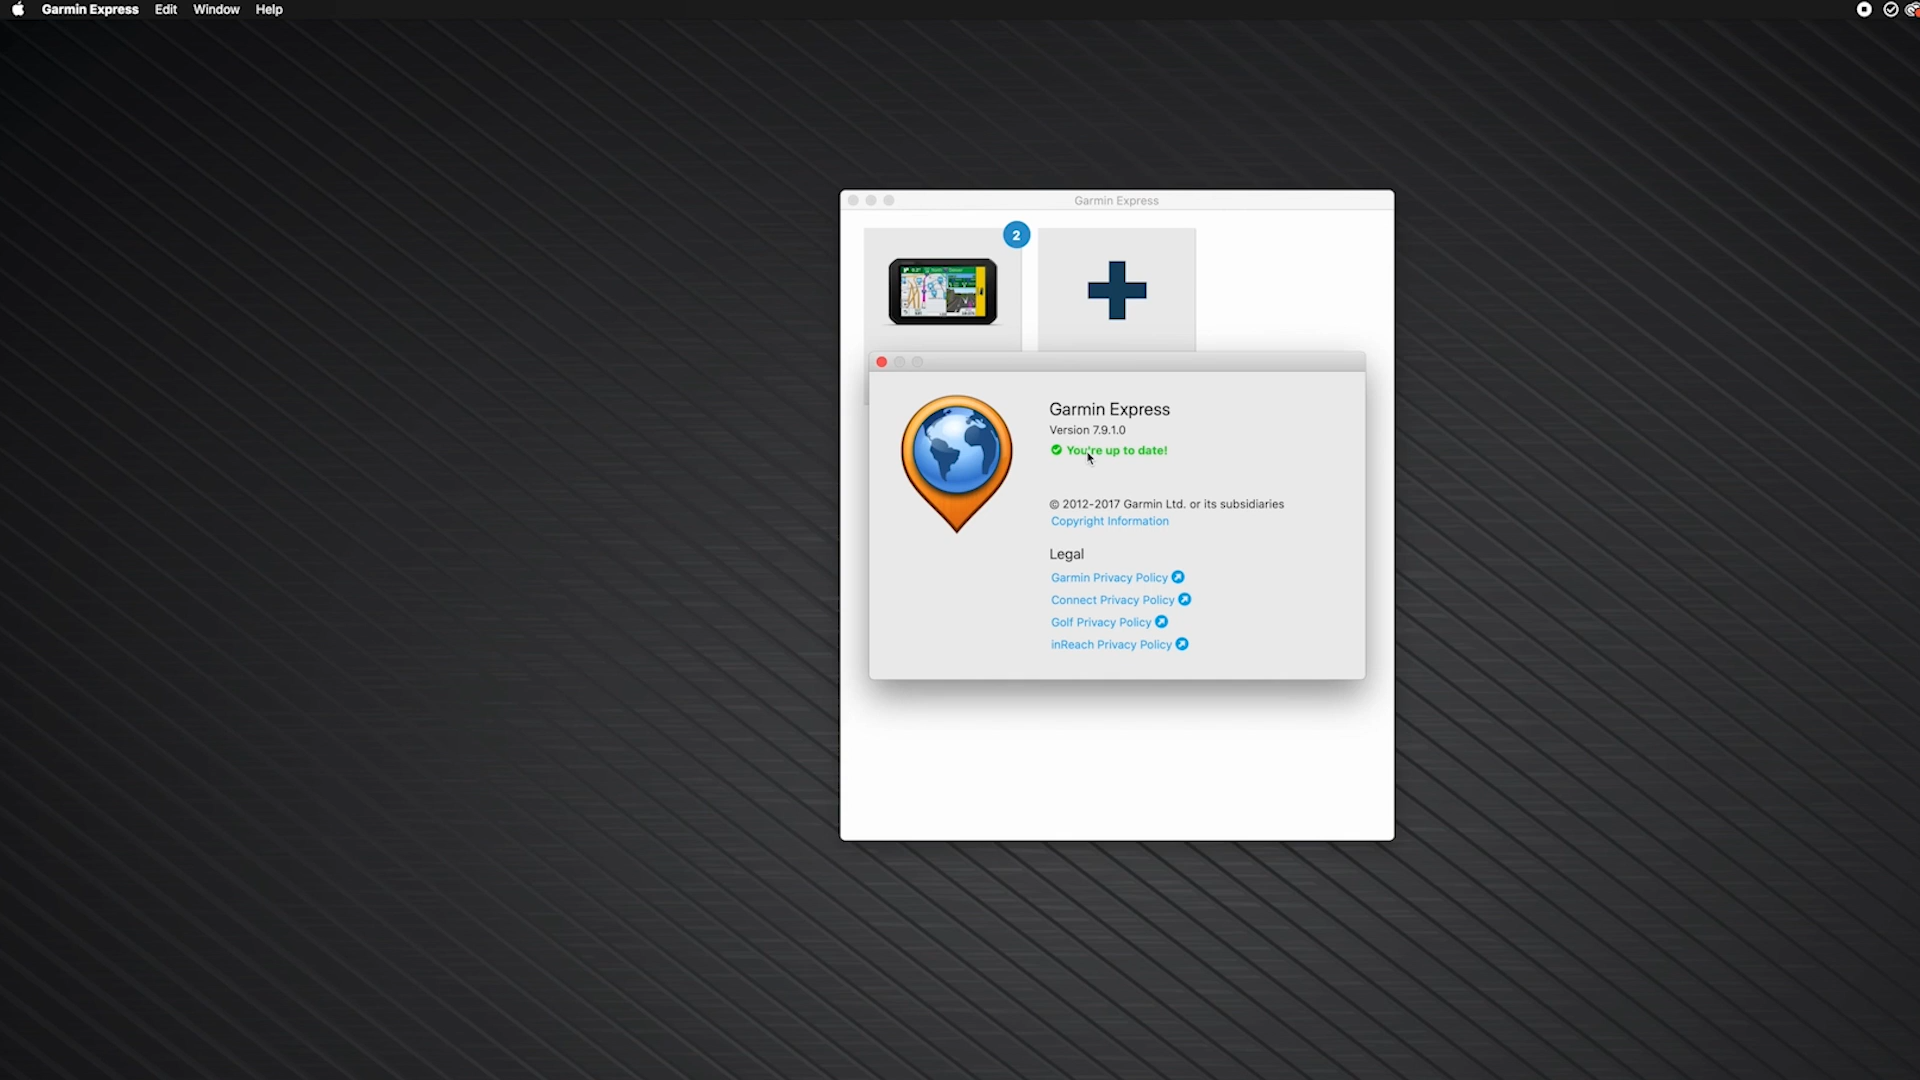 Garmin Express Edit Window Help
Garmin Express
2
Garmin Express
Version 7.9.1.0
You're up to date!
© 2012-2017 Garmin Ltd. or its subsidiaries
Copyright Information
Legal
Garmin Privacy Policy
Connect Privacy Policy
Golf Privacy Policy
inReach Privacy Policy